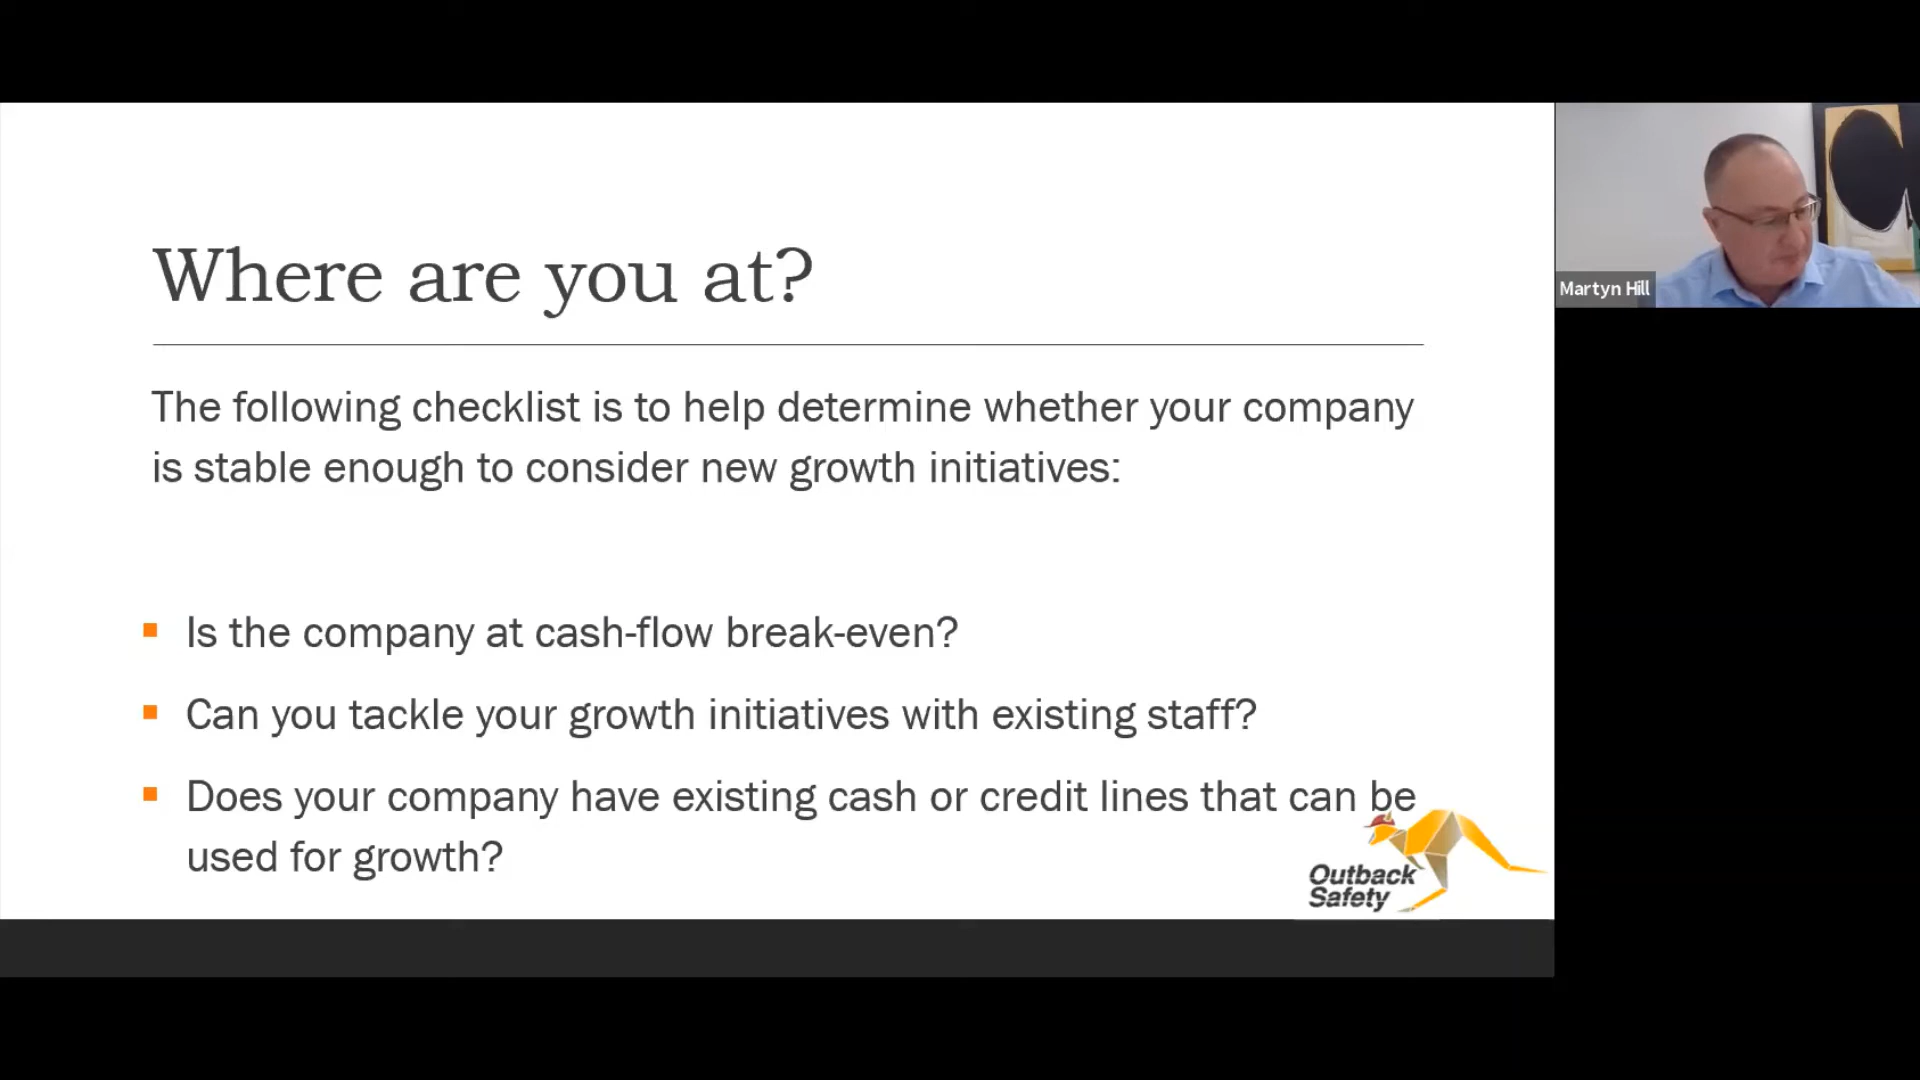 Where are you at?
The following checklist is to help determine whether your company
is stable enough to consider new growth initiatives:
Is the company at cash-flow break-even?
Can you tackle your growth initiatives with existing staff?
Does your company have existing cash or credit lines that can be
used for growth?
Outback
Safety
Martyn Hill